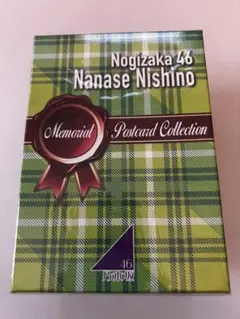 Nogizaka 46
Nanase Nishino
Memorial Postcard Collection
46